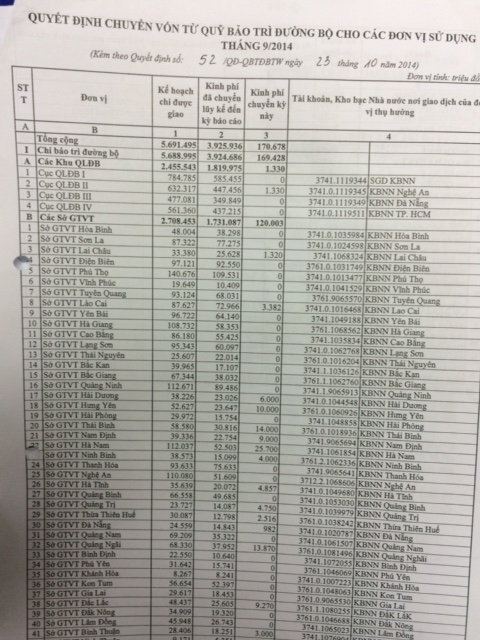 QUYẾT ĐỊNH CHUYỂN VỐN TỪ QUỸ BẢO TRÌ ĐƯỜNG BỘ CHO CÁC ĐƠN VỊ SỬ DỤNG
THÁNG 9/2014
(Kèm theo Quyết định số: 52 /QĐ-QBTĐBTW ngày 23 tháng 10 năm 2014)
Đơn vị tính: triệu
ST T Đơn vị Kế hoạch chi được giao Kinh phí đã chuyển lũy kế đến kỳ báo cáo Kinh phí chuyển kỳ này Tài khoản, Kho bạc Nhà nước nơi giao dịch của vị thụ hưởng
A B 1 2 3 4
Tổng cộng 5.691.495 3.925.936 170.678
I Chi bảo trì đường bộ 5.688.995 3.924.686 169.428
A Các Khu QLĐB 2.455.543 1.819.975 1.330
1 Cục QLĐB I 784.785 585.455 0 3741.0.1119344 SGD KBNN
2 Cục QLĐB II 632.317 447.456 1.330 3741.0.1119345 KBNN Nghệ An
3 Cục QLĐB III 477.081 349.849 0 3741.0.1119349 KBNN Đà Nẵng
4 Cục QLĐB IV 561.360 437.215 0 3741.0.1119511 KBNN TP. HCM
B Các Sở GTVT 2.708.453 1.731.087 120.003
1 Sở GTVT Hòa Bình 48.004 38.298 0 3741.0.1035984 KBNN Hòa Bình
2 Sở GTVT Sơn La 87.322 77.275 0 3741.0.1024598 KBNN Sơn La
3 Sở GTVT Lai Châu 33.380 25.628 1.320 3741.1068324 KBNN Lai Châu
4 Sở GTVT Điện Biên 97.121 92.550 0 3761.0.1031749 KBNN Điện Biên
5 Sở GTVT Phú Thọ 140.676 109.531 0 3741.0.1013477 KBNN Phú Thọ
6 Sở GTVT Vĩnh Phúc 19.649 10.409 0 3741.0.1041529 KBNN Vĩnh Phúc
7 Sở GTVT Tuyên Quang 93.124 68.031 0 3761.9065570 KBNN Tuyên Quang
8 Sở GTVT Lào Cai 87.627 72.966 3.382 3741.0.1016468 KBNN Lào Cai
9 Sở GTVT Yên Bái 96.722 64.140 0 3741.1049188 KBNN Yên Bái
10 Sở GTVT Hà Giang 108.732 58.353 0 3761.1068562 KBNN Hà Giang
11 Sở GTVT Cao Bằng 86.180 55.425 0 3741.1035834 KBNN Cao Bằng
12 Sở GTVT Lạng Sơn 95.343 60.097 0 3741.0.1062768 KBNN Lạng Sơn
13 Sở GTVT Thái Nguyên 25.607 22.014 0 3761.0.1016204 KBNN Thái Nguyên
14 Sở GTVT Bắc Kạn 39.965 17.107 0 3741.1.1036126 KBNN Bắc Kạn
15 Sở GTVT Bắc Giang 67.344 38.032 0 3761.1.1062760 KBNN Bắc Giang
16 Sở GTVT Quảng Ninh 112.671 89.486 0 3741.9065913 KBNN Quảng Ninh
17 Sở GTVT Hải Dương 38.226 23.026 6.000 3741.0.1044548 KBNN Hải Dương
18 Sở GTVT Hưng Yên 52.627 23.647 10.000 3761.0.1060926 KBNN Hưng Yên
19 Sở GTVT Hải Phòng 29.972 15.754 0 3741.1048858 KBNN Hải Phòng
20 Sở GTVT Thái Bình 58.580 30.816 14.000 3761.0.1018936 KBNN Thái Bình
21 Sở GTVT Nam Định 39.336 22.754 9.000 3741.9065694 KBNN Nam Định
22 Sở GTVT Hà Nam 112.037 52.503 25.700 3741.1061854 KBNN Hà Nam
Sở GTVT Ninh Bình 38.573 13.099 4.000 3761.2.1062336 KBNN Ninh Bình
24 Sở GTVT Thanh Hóa 93.633 75.633 0 3741.9065641 KBNN Thanh Hóa
25 Sở GTVT Nghệ An 110.080 51.609 0 3712.2.1068606 KBNN Nghệ An
26 Sở GTVT Hà Tĩnh 35.639 20.072 4.857 3741.0.1049680 KBNN Hà Tĩnh
27 Sở GTVT Quảng Bình 66.558 49.685 0 3741.0.1053030 KBNN Quảng Bình
28 Sở GTVT Quảng Trị 23.727 14.087 4.750 3741.0.1039979 KBNN Quảng Trị
29 Sở GTVT Thừa Thiên Huế 30.087 12.798 2.516 3761.0.1038242 KBNN Thừa Thiên Huế
30 Sở GTVT Đà Nẵng 24.559 14.843 982 3741.0.1020787 KBNN Đà Nẵng
31 Sở GTVT Quảng Nam 69.209 35.322 0 3741.0.1061507 KBNN Quảng Nam
32 Sở GTVT Quảng Ngãi 68.330 37.952 13.870 3761.0.1081496 KBNN Quảng Ngãi
33 Sở GTVT Bình Định 22.550 10.640 0 3741.1072055 KBNN Bình Định
34 Sở GTVT Phú Yên 31.642 15.741 0 3761.1046069 KBNN Phú Yên
35 Sở GTVT Khánh Hòa 8.267 8.241 0 3741.0.1007223 KBNN Khánh Hòa
36 Sở GTVT Kon Tum 56.654 52.397 0 3741.0.1048063 KBNN Kon Tum
37 Sở GTVT Gia Lai 29.617 18.453 0 3761.0.9065530 KBNN Gia Lai
38 Sở GTVT Đắc Lắc 48.437 25.605 9.270 3761.1.1080255 KBNN Đắk Lắk
39 Sở GTVT Đăk Nông 34.909 19.320 0 3741.0.1046688 KBNN Đắk Nông
40 Sở GTVT Lâm Đồng 45.948 26.743 0 3741.1065023 KBNN Lâm Đồng
41 Sở GTVT Bình Thuận 28.406 18.251 3.000